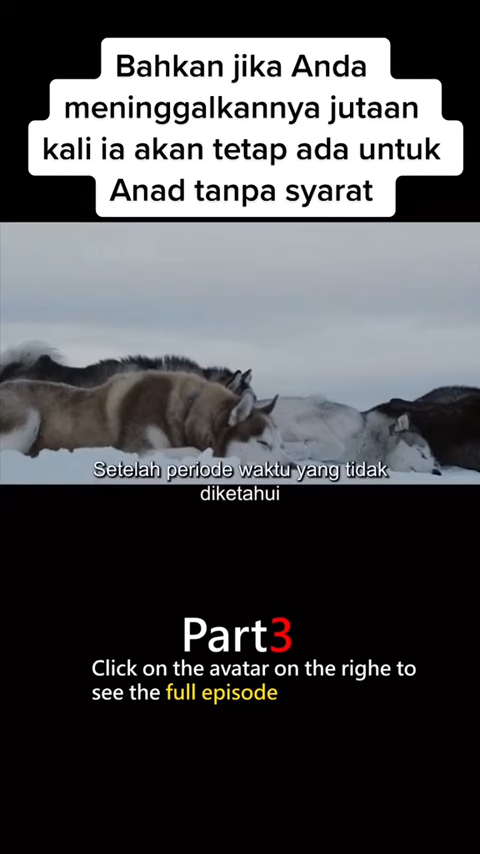 Bahkan jika Anda
meninggalkannya jutaan
kali ia akan tetap ada untuk
Anad tanpa syarat
Setelah periode waktu yang tidak
diketahui
Part3
Click on the avatar on the righe to
see the full episode